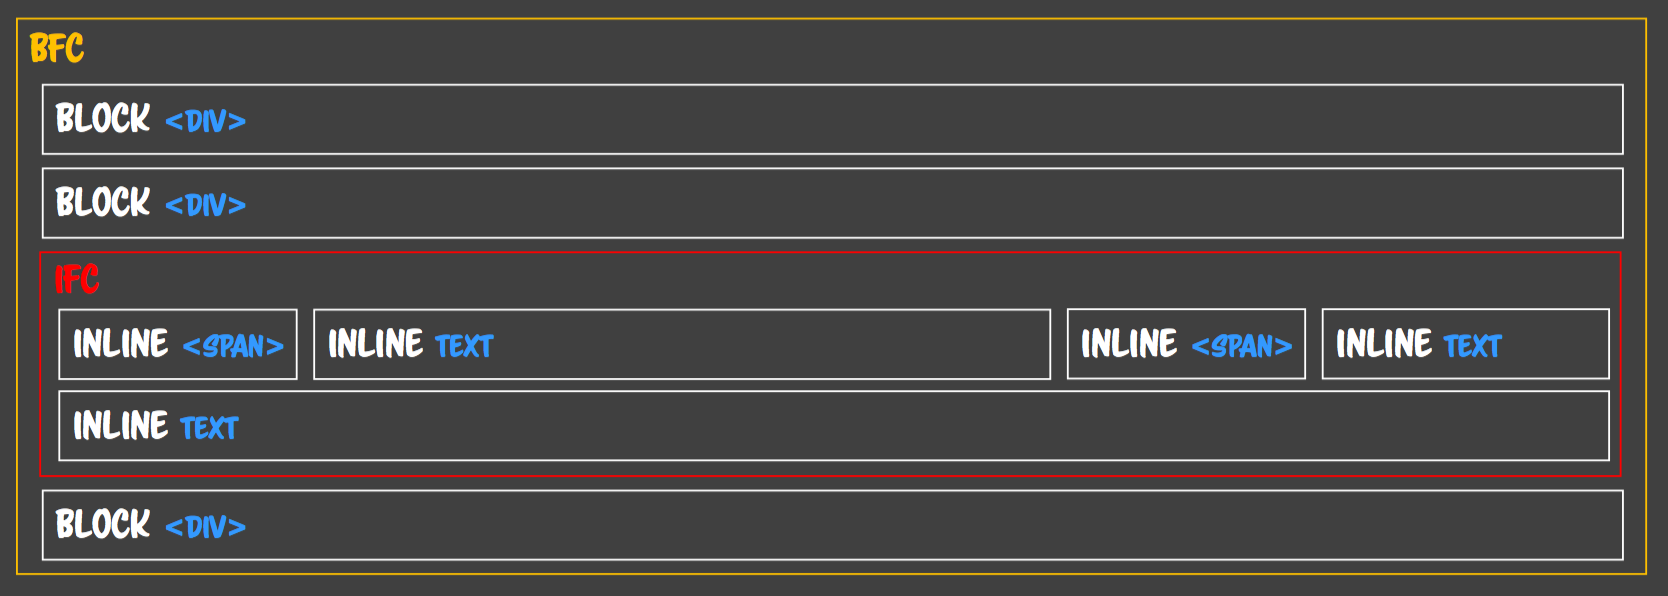 BFC
BLOCK <DIV>
BLOCK <DIV>
IFC
INLINE <SPAN> INLINE TEXT INLINE <SPAN> INLINE TEXT
INLINE TEXT
BLOCK <DIV>